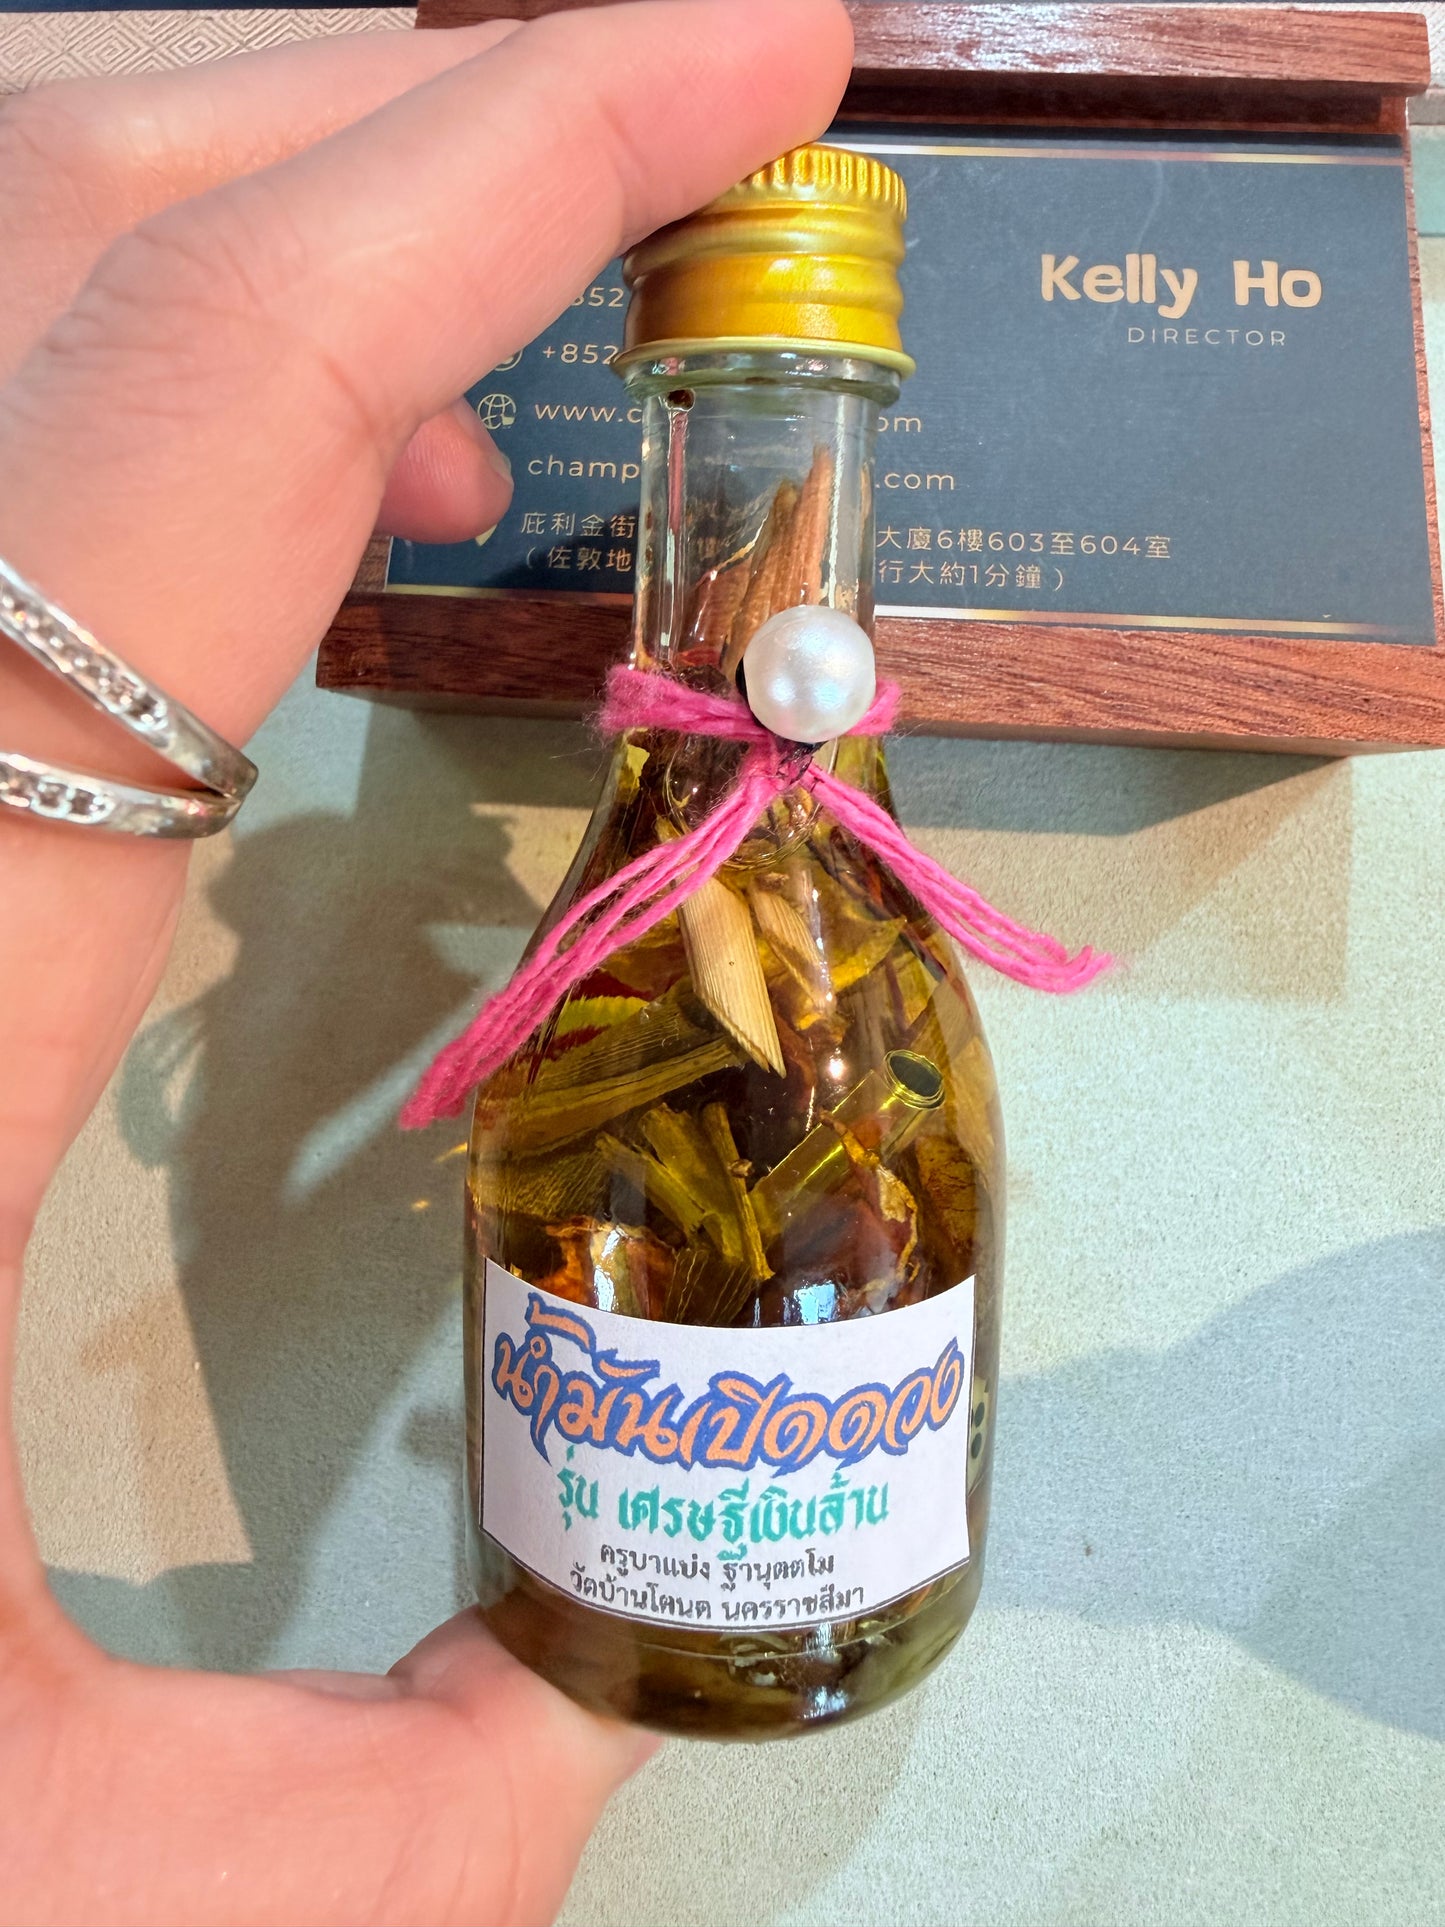 Kelly Ho
DIRECTOR
852
+852
www.c om
champ .com
庇利金街 大廈6樓603至604室
(佐敦地 行大約1分鐘)
น้ำมันเปิดดวง
รุ่น เศรษฐีเงินล้าน
ครูบาแบ่ง ฐานุตตโม
วัดบ้านโตนด นครราชสีมา